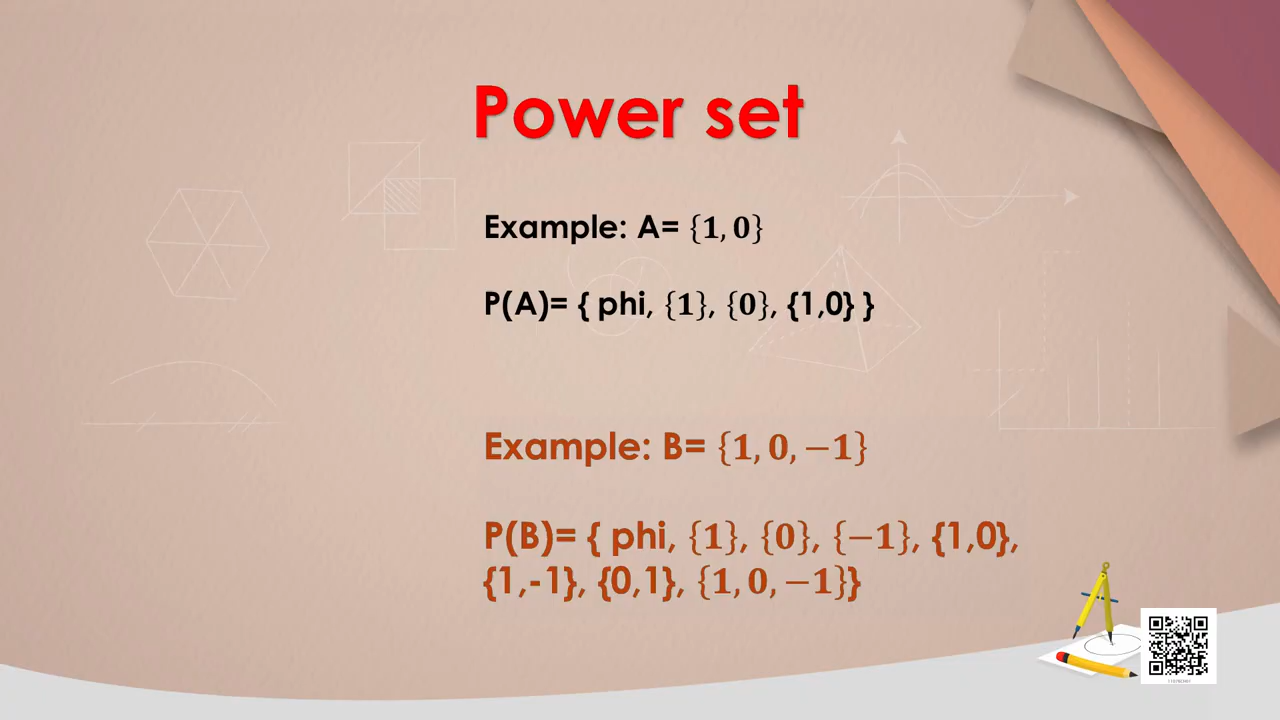 Power set
Example: A= {1, 0}
P(A)= { phi, {1}, {0}, {1,0} }
Example: B= {1, 0, −1}
P(B)= { phi, {1}, {0}, {−1}, {1,0},
{1,-1}, {0,1}, {1, 0, −1}}